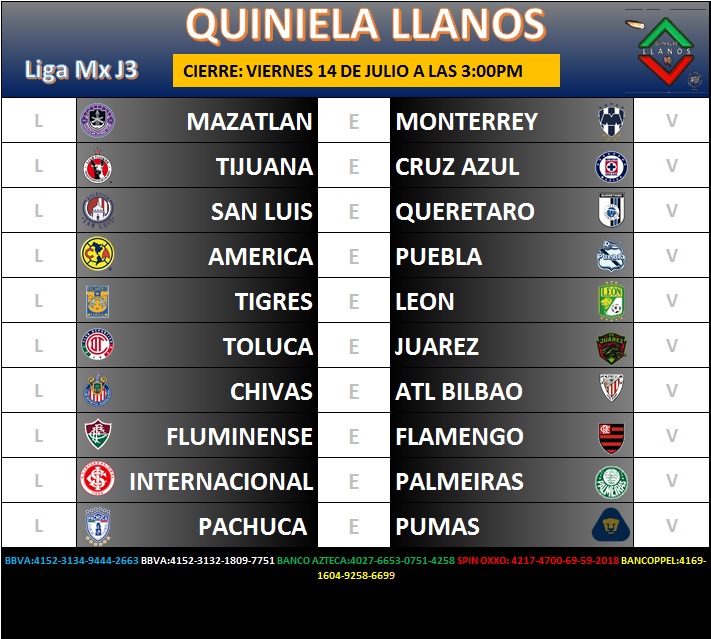 QUINIELA LLANOS
QUINIELAS
LLANOS
Liga Mx J3
CIERRE: VIERNES 14 DE JULIO A LAS 3:00PM
L MAZATLAN E MONTERREY V
L TIJUANA E CRUZ AZUL V
L SAN LUIS E QUERETARO V
L AMERICA E PUEBLA V
L TIGRES E LEON V
L TOLUCA E JUAREZ V
L CHIVAS E ATL BILBAO V
L FLUMINENSE E FLAMENGO V
L INTERNACIONAL E PALMEIRAS V
L PACHUCA E PUMAS V
BBVA:4152-3134-9444-2663 BBVA:4152-3132-1809-7751 BANCO AZTECA:4027-6653-0751-4258 SPIN OXXO: 4217-4700-69-59-2018 BANCOPPEL:4169-
1604-9258-6699